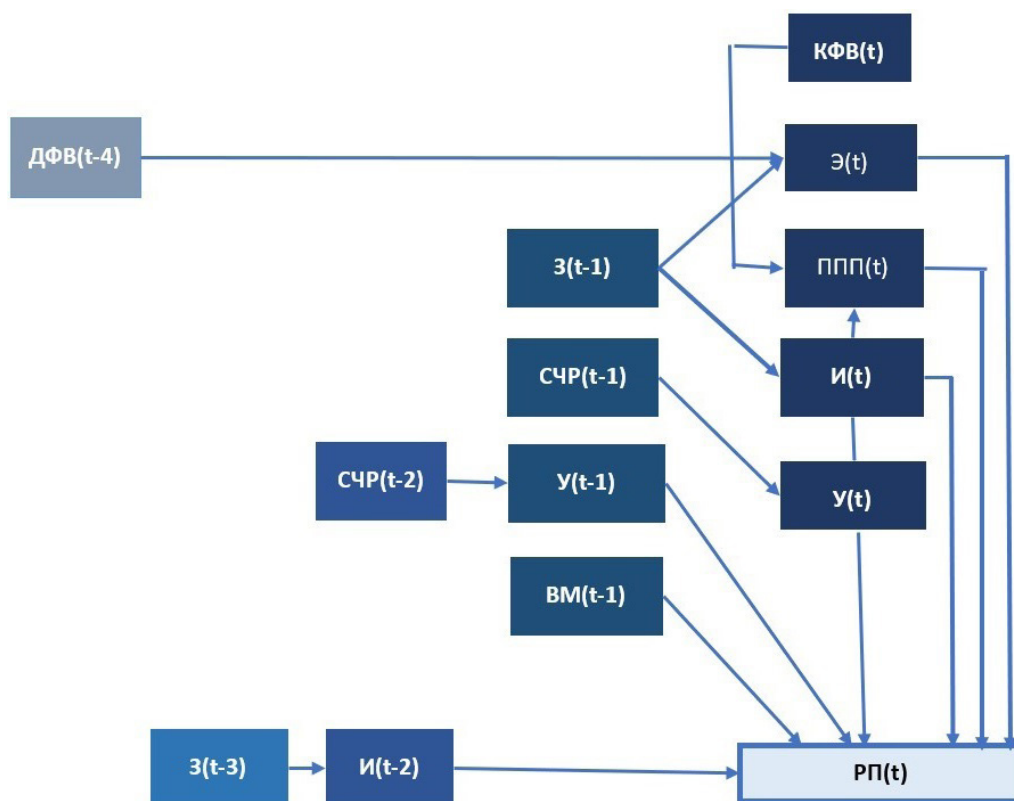 КФВ(t)
ДФВ(t-4)
Э(t)
З(t-1)
ППП(t)
СЧР(t-1)
И(t)
СЧР(t-2)
У(t-1)
У(t)
ВМ(t-1)
З(t-3)
И(t-2)
РП(t)